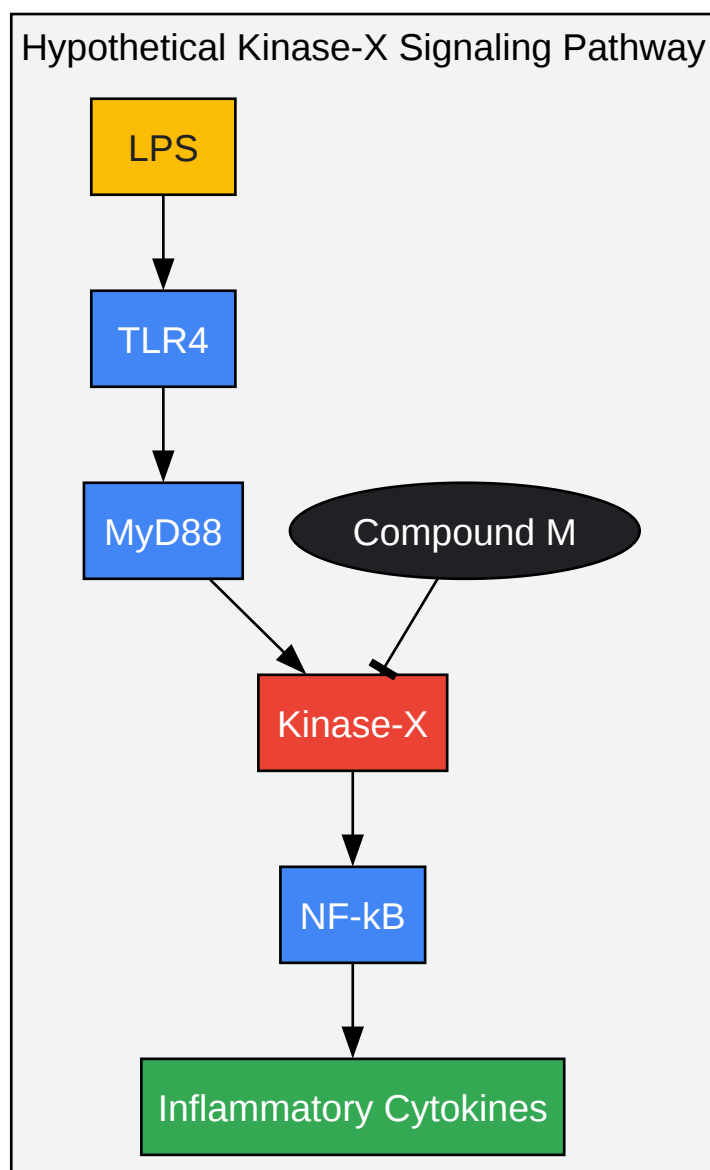 Hypothetical Kinase-X Signaling Pathway
LPS
TLR4
MyD88
Compound M
Kinase-X
NF-kB
Inflammatory Cytokines